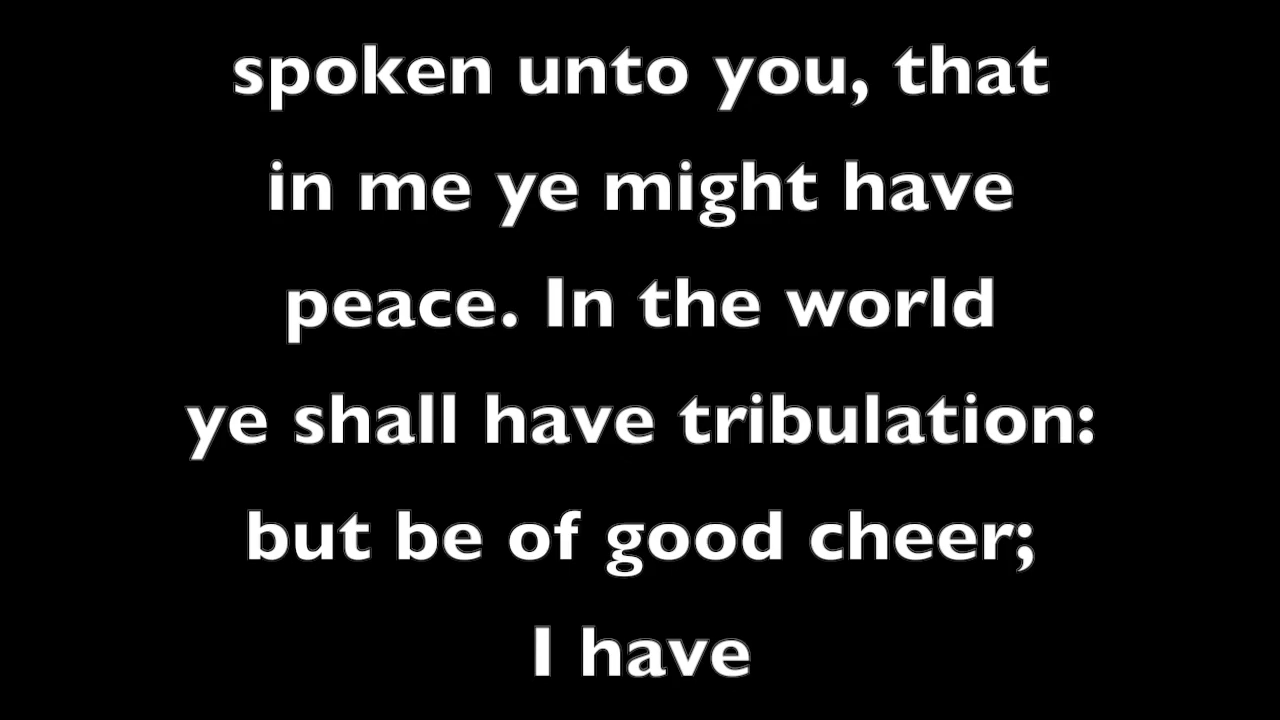 spoken unto you, that
in me ye might have
peace. In the world
ye shall have tribulation:
but be of good cheer;
I have